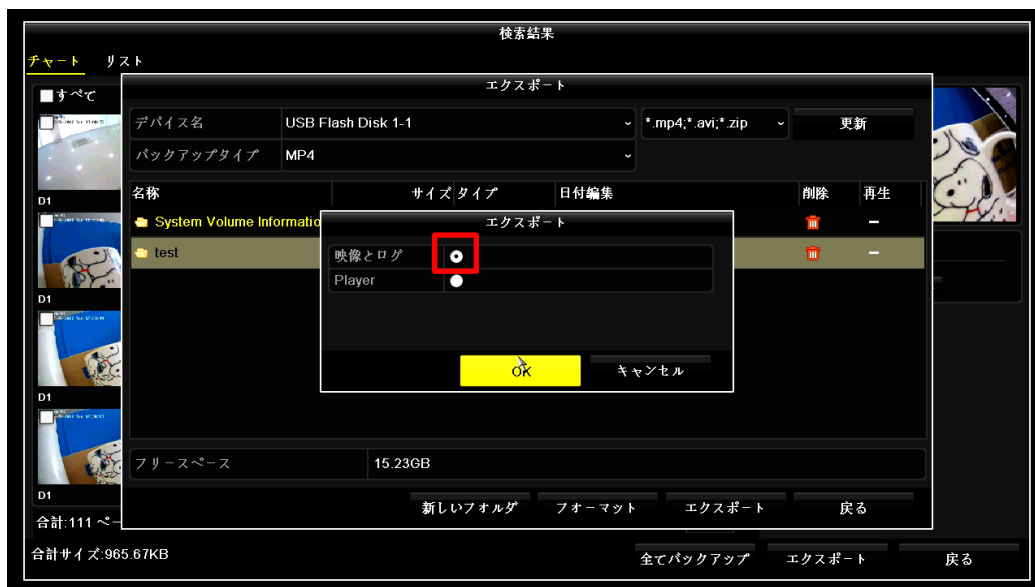 検索結果
チャート リスト
すべて
エクスポート
デバイス名 USB Flash Disk 1-1 *.mp4;*.avi;*.zip 更新
バックアップタイプ MP4
名称 サイズ タイプ 日付編集 削除 再生
System Volume Informatio
test
エクスポート
映像とログ
Player
OK キャンセル
D1
D1
D1
D1
フリースペース 15.23GB
新しいフォルダ フォーマット エクスポート 戻る
合計:111 ペー
合計サイズ:965.67KB 全てバックアップ エクスポート 戻る